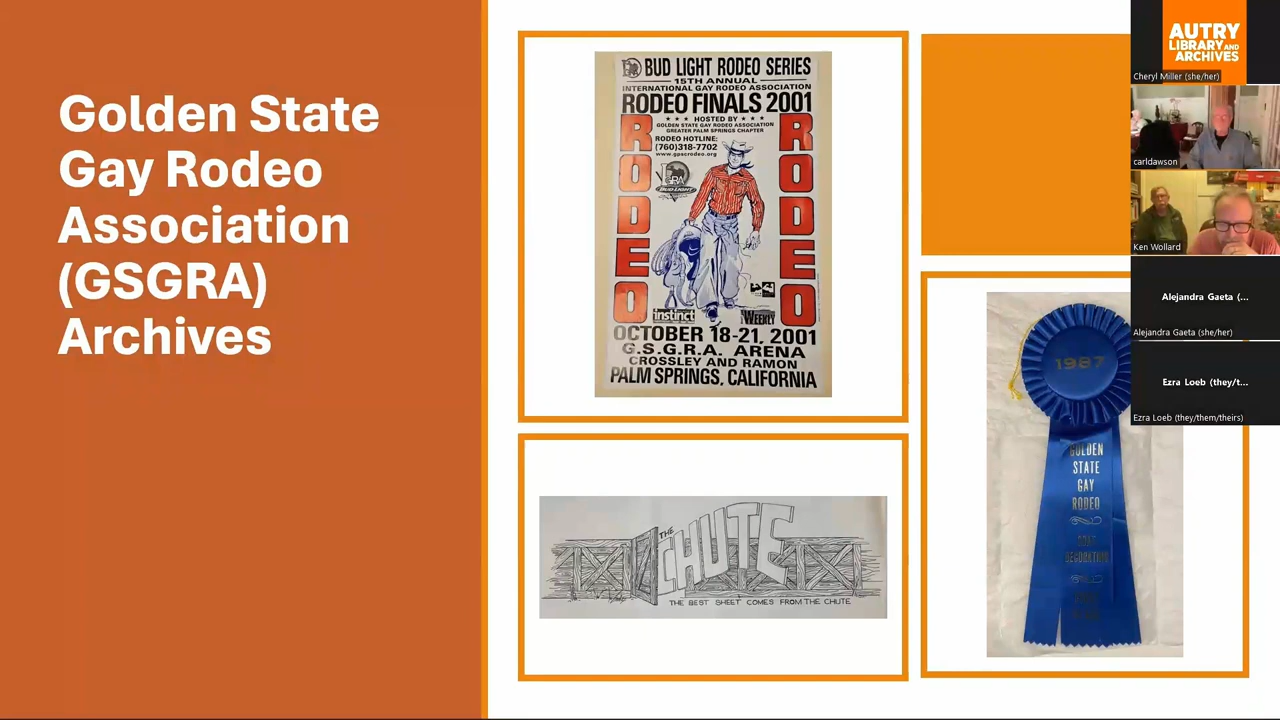 Golden State
Gay Rodeo
Association
(GSGRA)
Archives
BUD LIGHT RODEO SERIES
15TH ANNUAL
INTERNATIONAL GAY RODEO ASSOCIATION
RODEO FINALS 2001
★ ★ ★ HOSTED BY ★ ★ ★
GOLDEN STATE GAY RODEO ASSOCIATION
GREATER PALM SPRINGS CHAPTER
RODEO HOTLINE:
(760)318-7702
www.gpscrodeo.org
RODEO
RODEO
BUD LIGHT
instinct
WEEKLY
OCTOBER 18-21, 2001
G.S.G.R.A. ARENA
CROSSLEY AND RAMON
PALM SPRINGS, CALIFORNIA
THE
CHUTE
THE BEST SHEET COMES FROM THE CHUTE
1987
GOLDEN
STATE
GAY
RODEO
DECORATION
AUTRY
LIBRARY AND
ARCHIVES
Cheryl Miller (she/her)
carldawson
Ken Wollard
Alejandra Gaeta (...
Alejandra Gaeta (she/her)
Ezra Loeb (they/t...
Ezra Loeb (they/them/theirs)